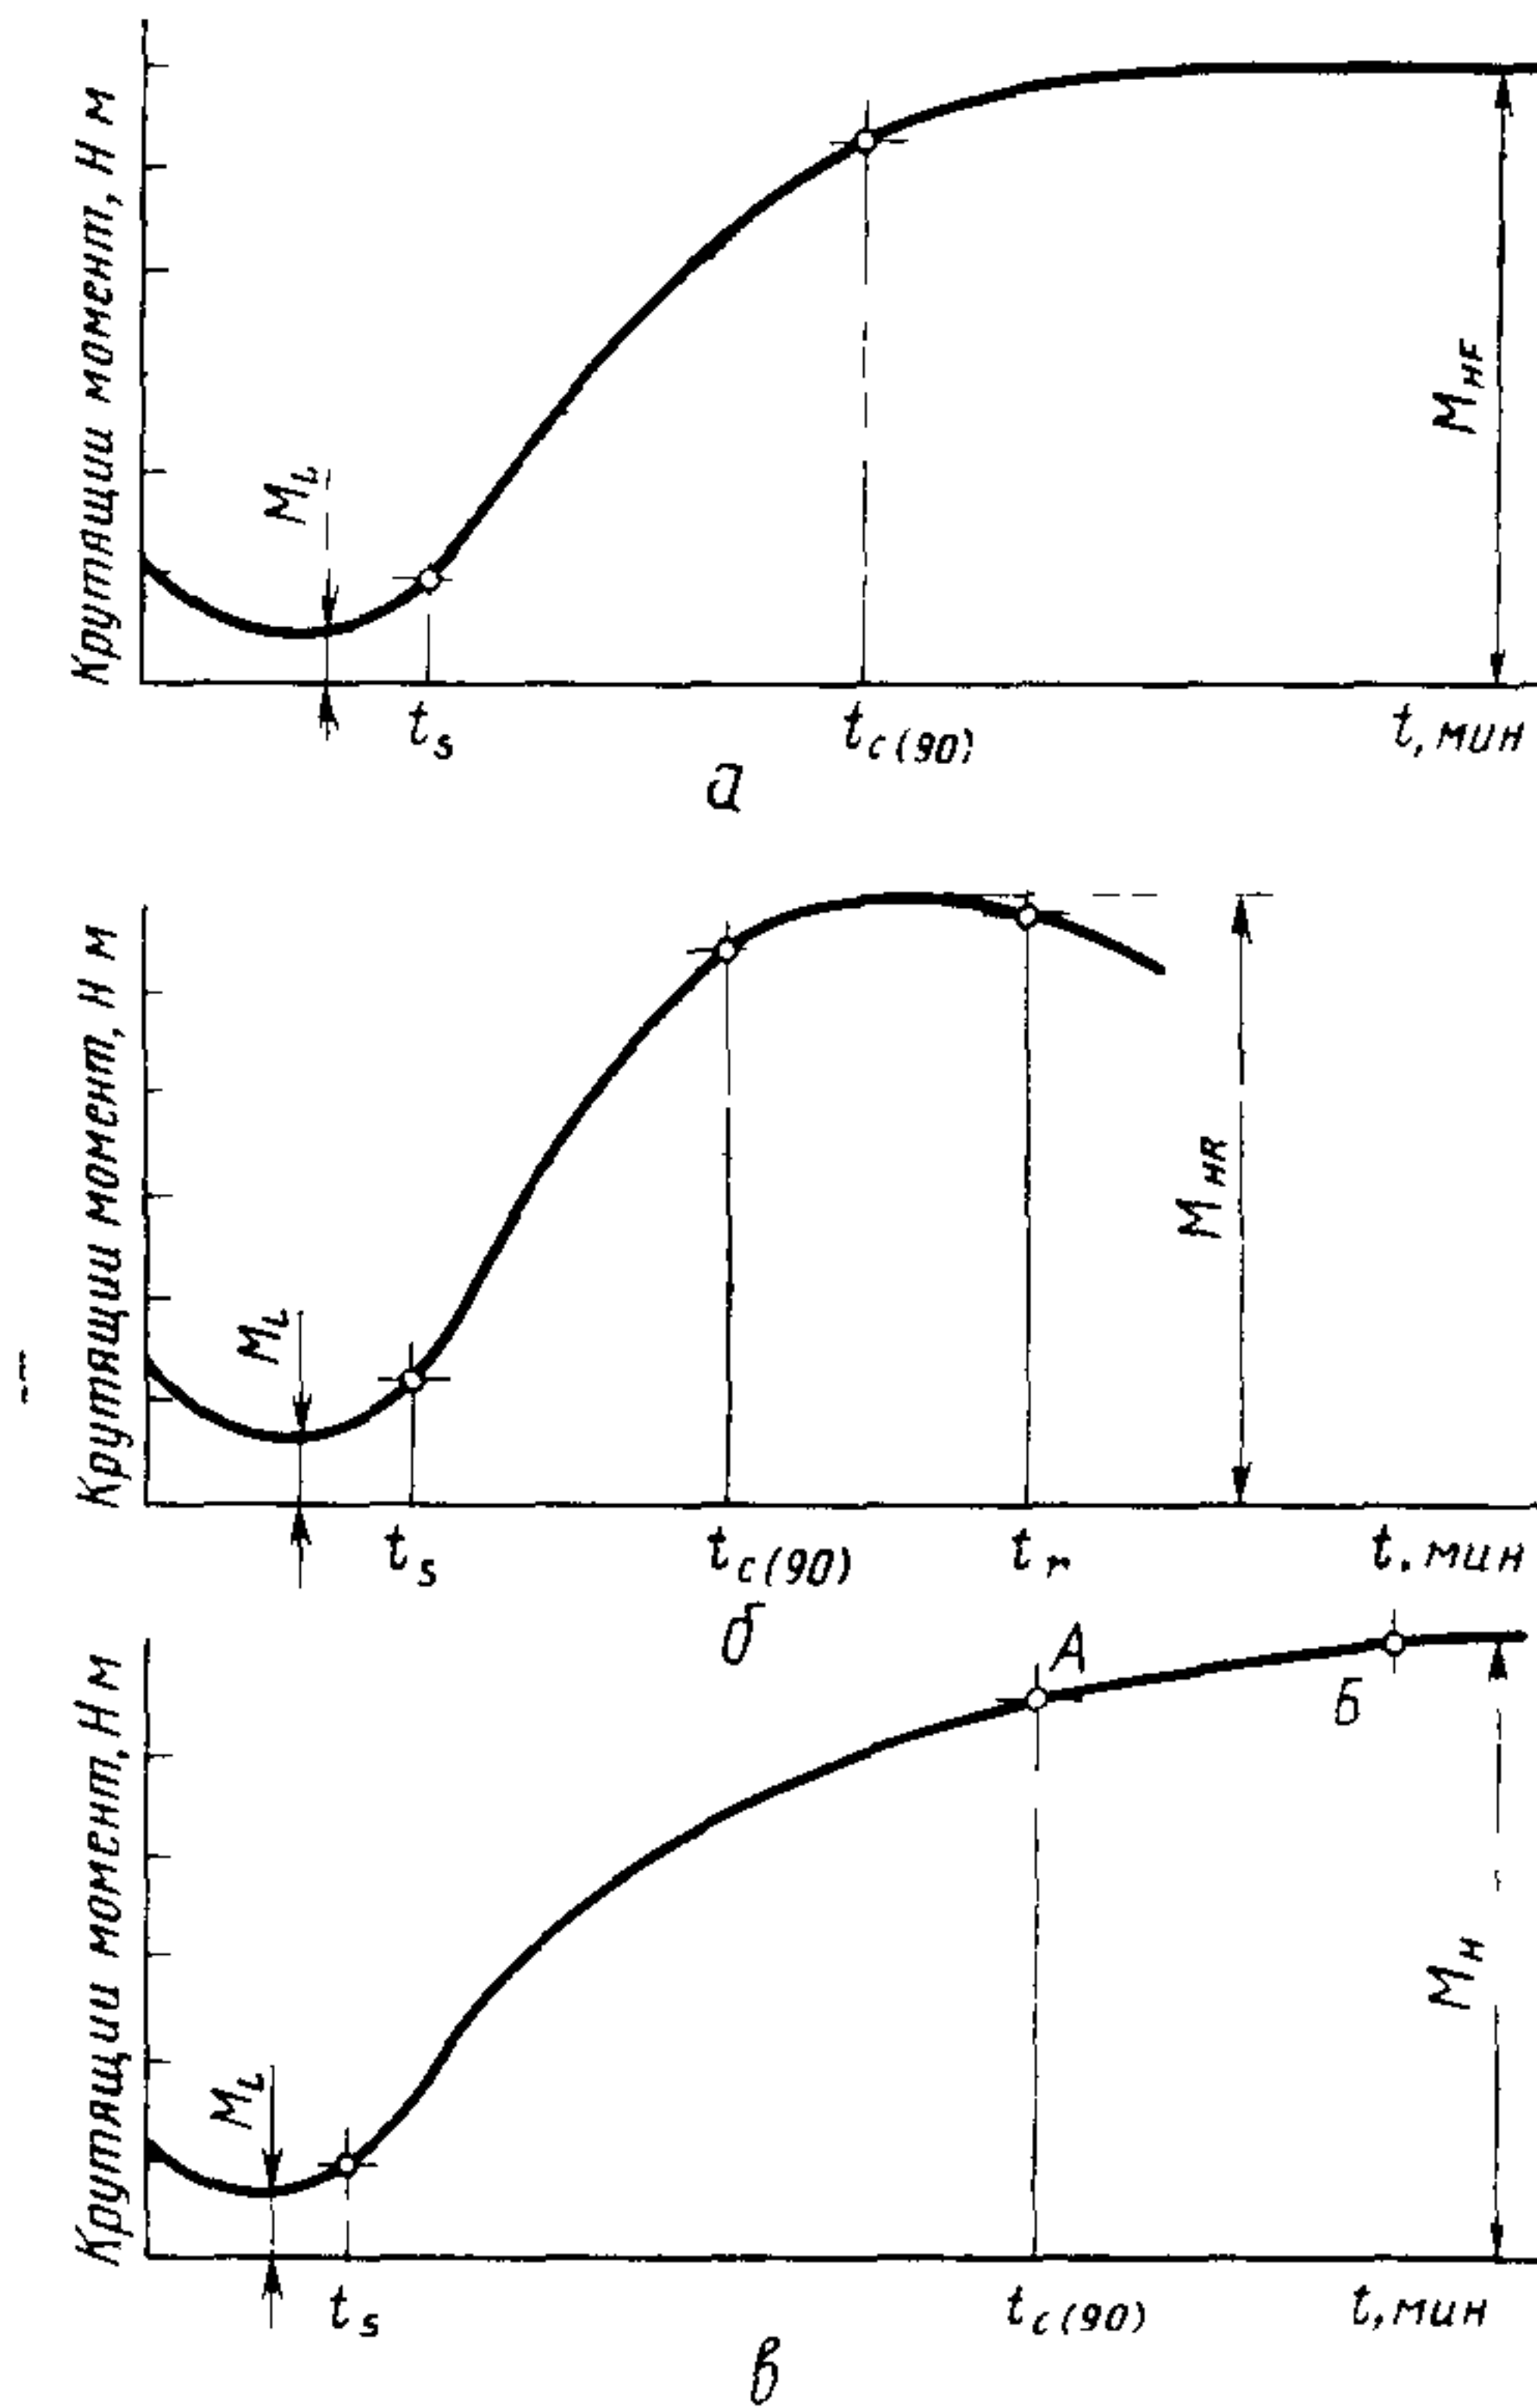 Крутящий момент, Н м
M_L
M_HF
t_s
t_c(90)
t, мин
а
Крутящий момент, Н м
M_L
M_HR
t_s
t_c(90)
t_r
t, мин
б
Крутящий момент, Н м
M_L
А
Б
M_H
t_s
t_c(90)
t, мин
в